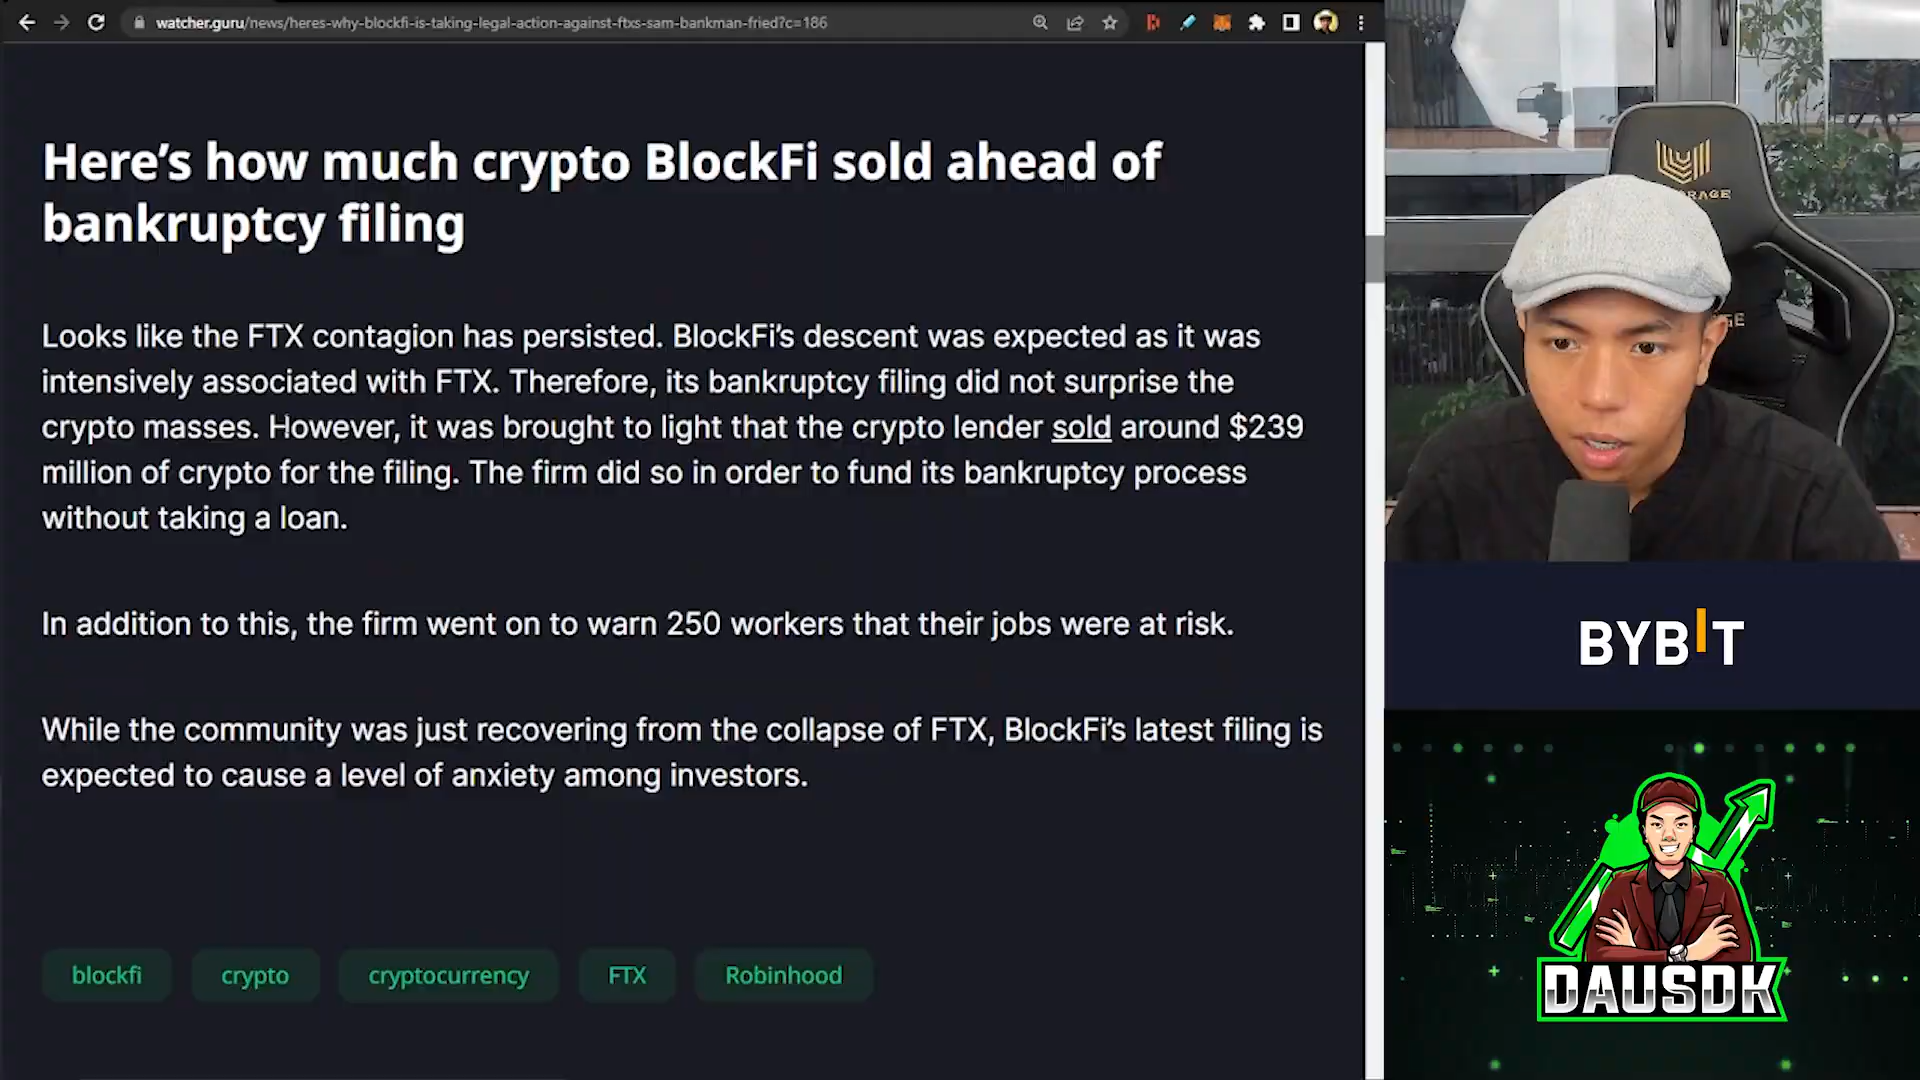 watcher.guru/news/heres-why-blockfi-is-taking-legal-action-against-ftxs-sam-bankman-fried?c=186
Here's how much crypto BlockFi sold ahead of
bankruptcy filing
Looks like the FTX contagion has persisted. BlockFi's descent was expected as it was
intensively associated with FTX. Therefore, its bankruptcy filing did not surprise the
crypto masses. However, it was brought to light that the crypto lender sold around $239
million of crypto for the filing. The firm did so in order to fund its bankruptcy process
without taking a loan.
In addition to this, the firm went on to warn 250 workers that their jobs were at risk.
While the community was just recovering from the collapse of FTX, BlockFi's latest filing is
expected to cause a level of anxiety among investors.
blockfi crypto cryptocurrency FTX Robinhood
BYBIT
DAUSDK